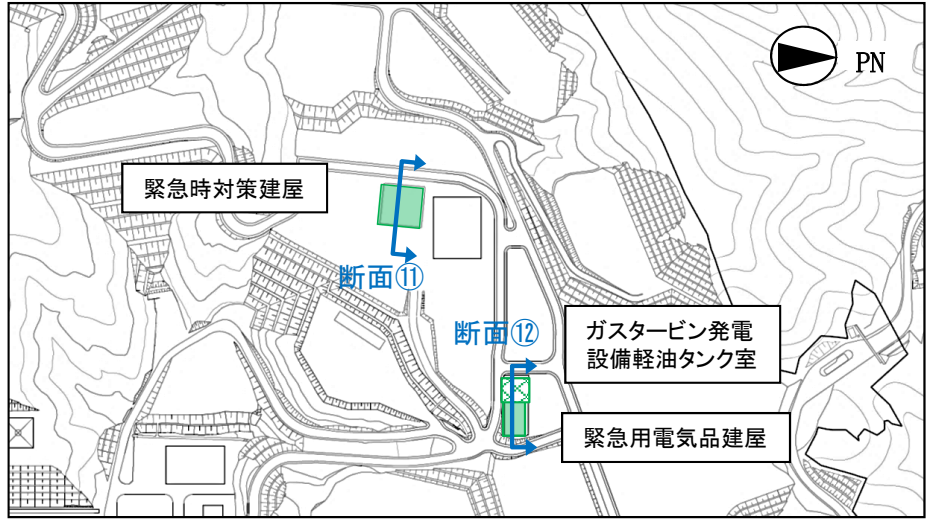 PN
緊急時対策建屋
断面⑪
断面⑫
ガスタービン発電
設備軽油タンク室
緊急用電気品建屋